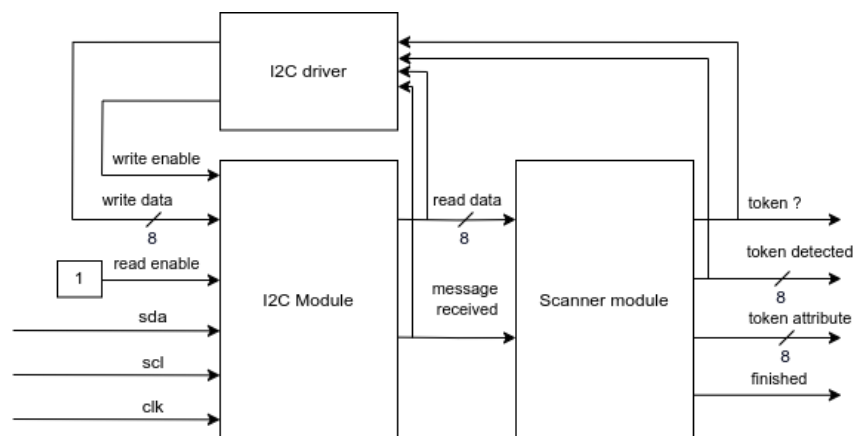 I2C driver
write enable
write data
8
read enable
1
sda
scl
clk
I2C Module
read data
8
message
received
Scanner module
token ?
token detected
8
token attribute
8
finished